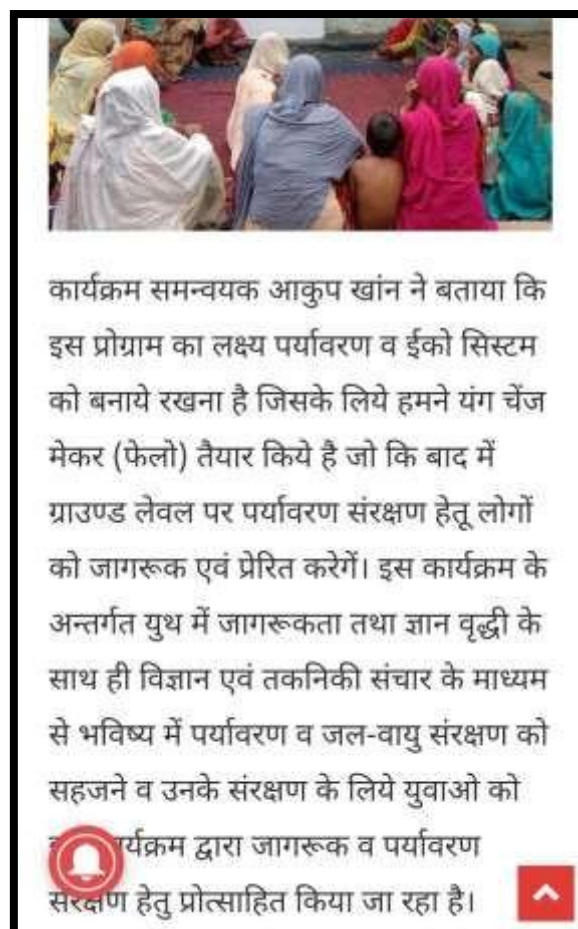 कार्यक्रम समन्वयक आकुप खांन ने बताया कि
इस प्रोग्राम का लक्ष्य पर्यावरण व ईको सिस्टम
को बनाये रखना है जिसके लिये हमने यंग चेंज
मेकर (फेलो) तैयार किये है जो कि बाद में
ग्राउण्ड लेवल पर पर्यावरण संरक्षण हेतू लोगों
को जागरूक एवं प्रेरित करेगें। इस कार्यक्रम के
अन्तर्गत युथ में जागरूकता तथा ज्ञान वृद्धी के
साथ ही विज्ञान एवं तकनिकी संचार के माध्यम
से भविष्य में पर्यावरण व जल-वायु संरक्षण को
सहजने व उनके संरक्षण के लिये युवाओ को
द्वारा जागरूक व पर्यावरण
संरक्षण हेतु प्रोत्साहित किया जा रहा है।